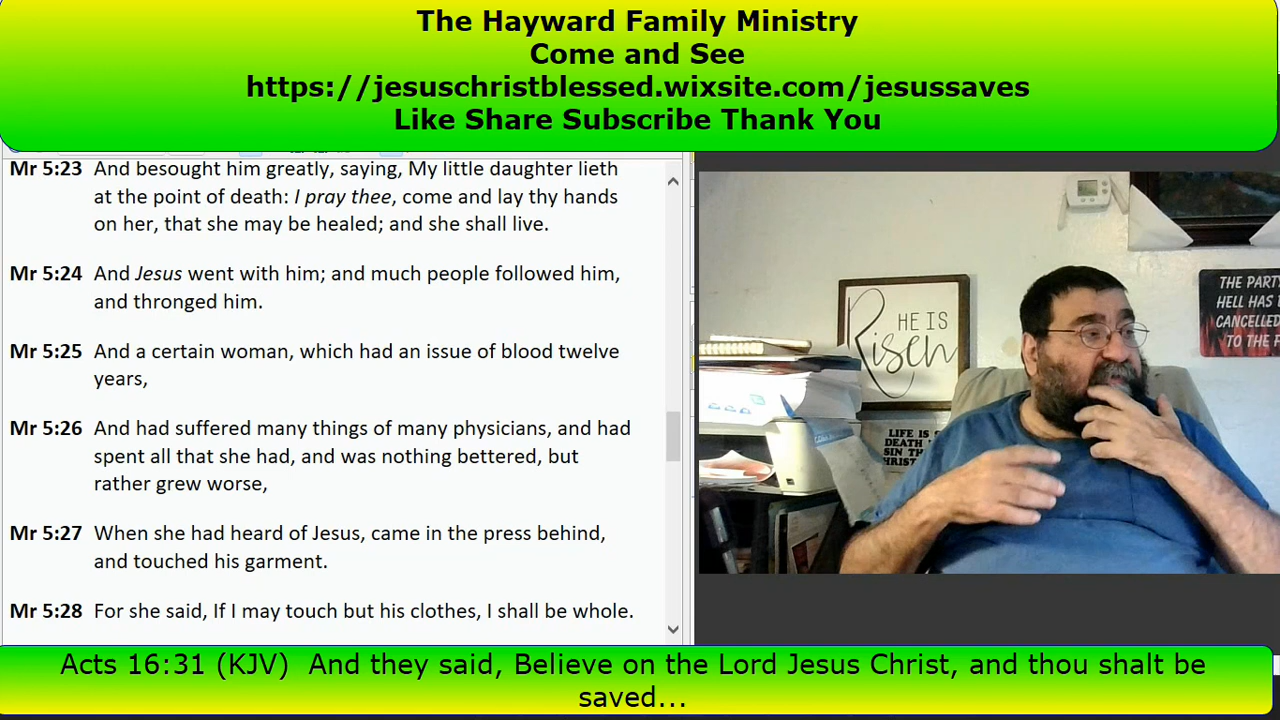 The Hayward Family Ministry
Come and See
https://jesuschristblessed.wixsite.com/jesussaves
Like Share Subscribe Thank You
Mr 5:23 And besought him greatly, saying, My little daughter lieth
at the point of death: I pray thee, come and lay thy hands
on her, that she may be healed; and she shall live.
Mr 5:24 And Jesus went with him; and much people followed him,
and thronged him.
Mr 5:25 And a certain woman, which had an issue of blood twelve
years,
Mr 5:26 And had suffered many things of many physicians, and had
spent all that she had, and was nothing bettered, but
rather grew worse,
Mr 5:27 When she had heard of Jesus, came in the press behind,
and touched his garment.
Mr 5:28 For she said, If I may touch but his clothes, I shall be whole.
HE IS
Risen
THE PARTY
HELL HAS
CANCELLED
TO THE
LIFE IS
DEATH
SIN TH
Acts 16:31 (KJV) And they said, Believe on the Lord Jesus Christ, and thou shalt be
saved...